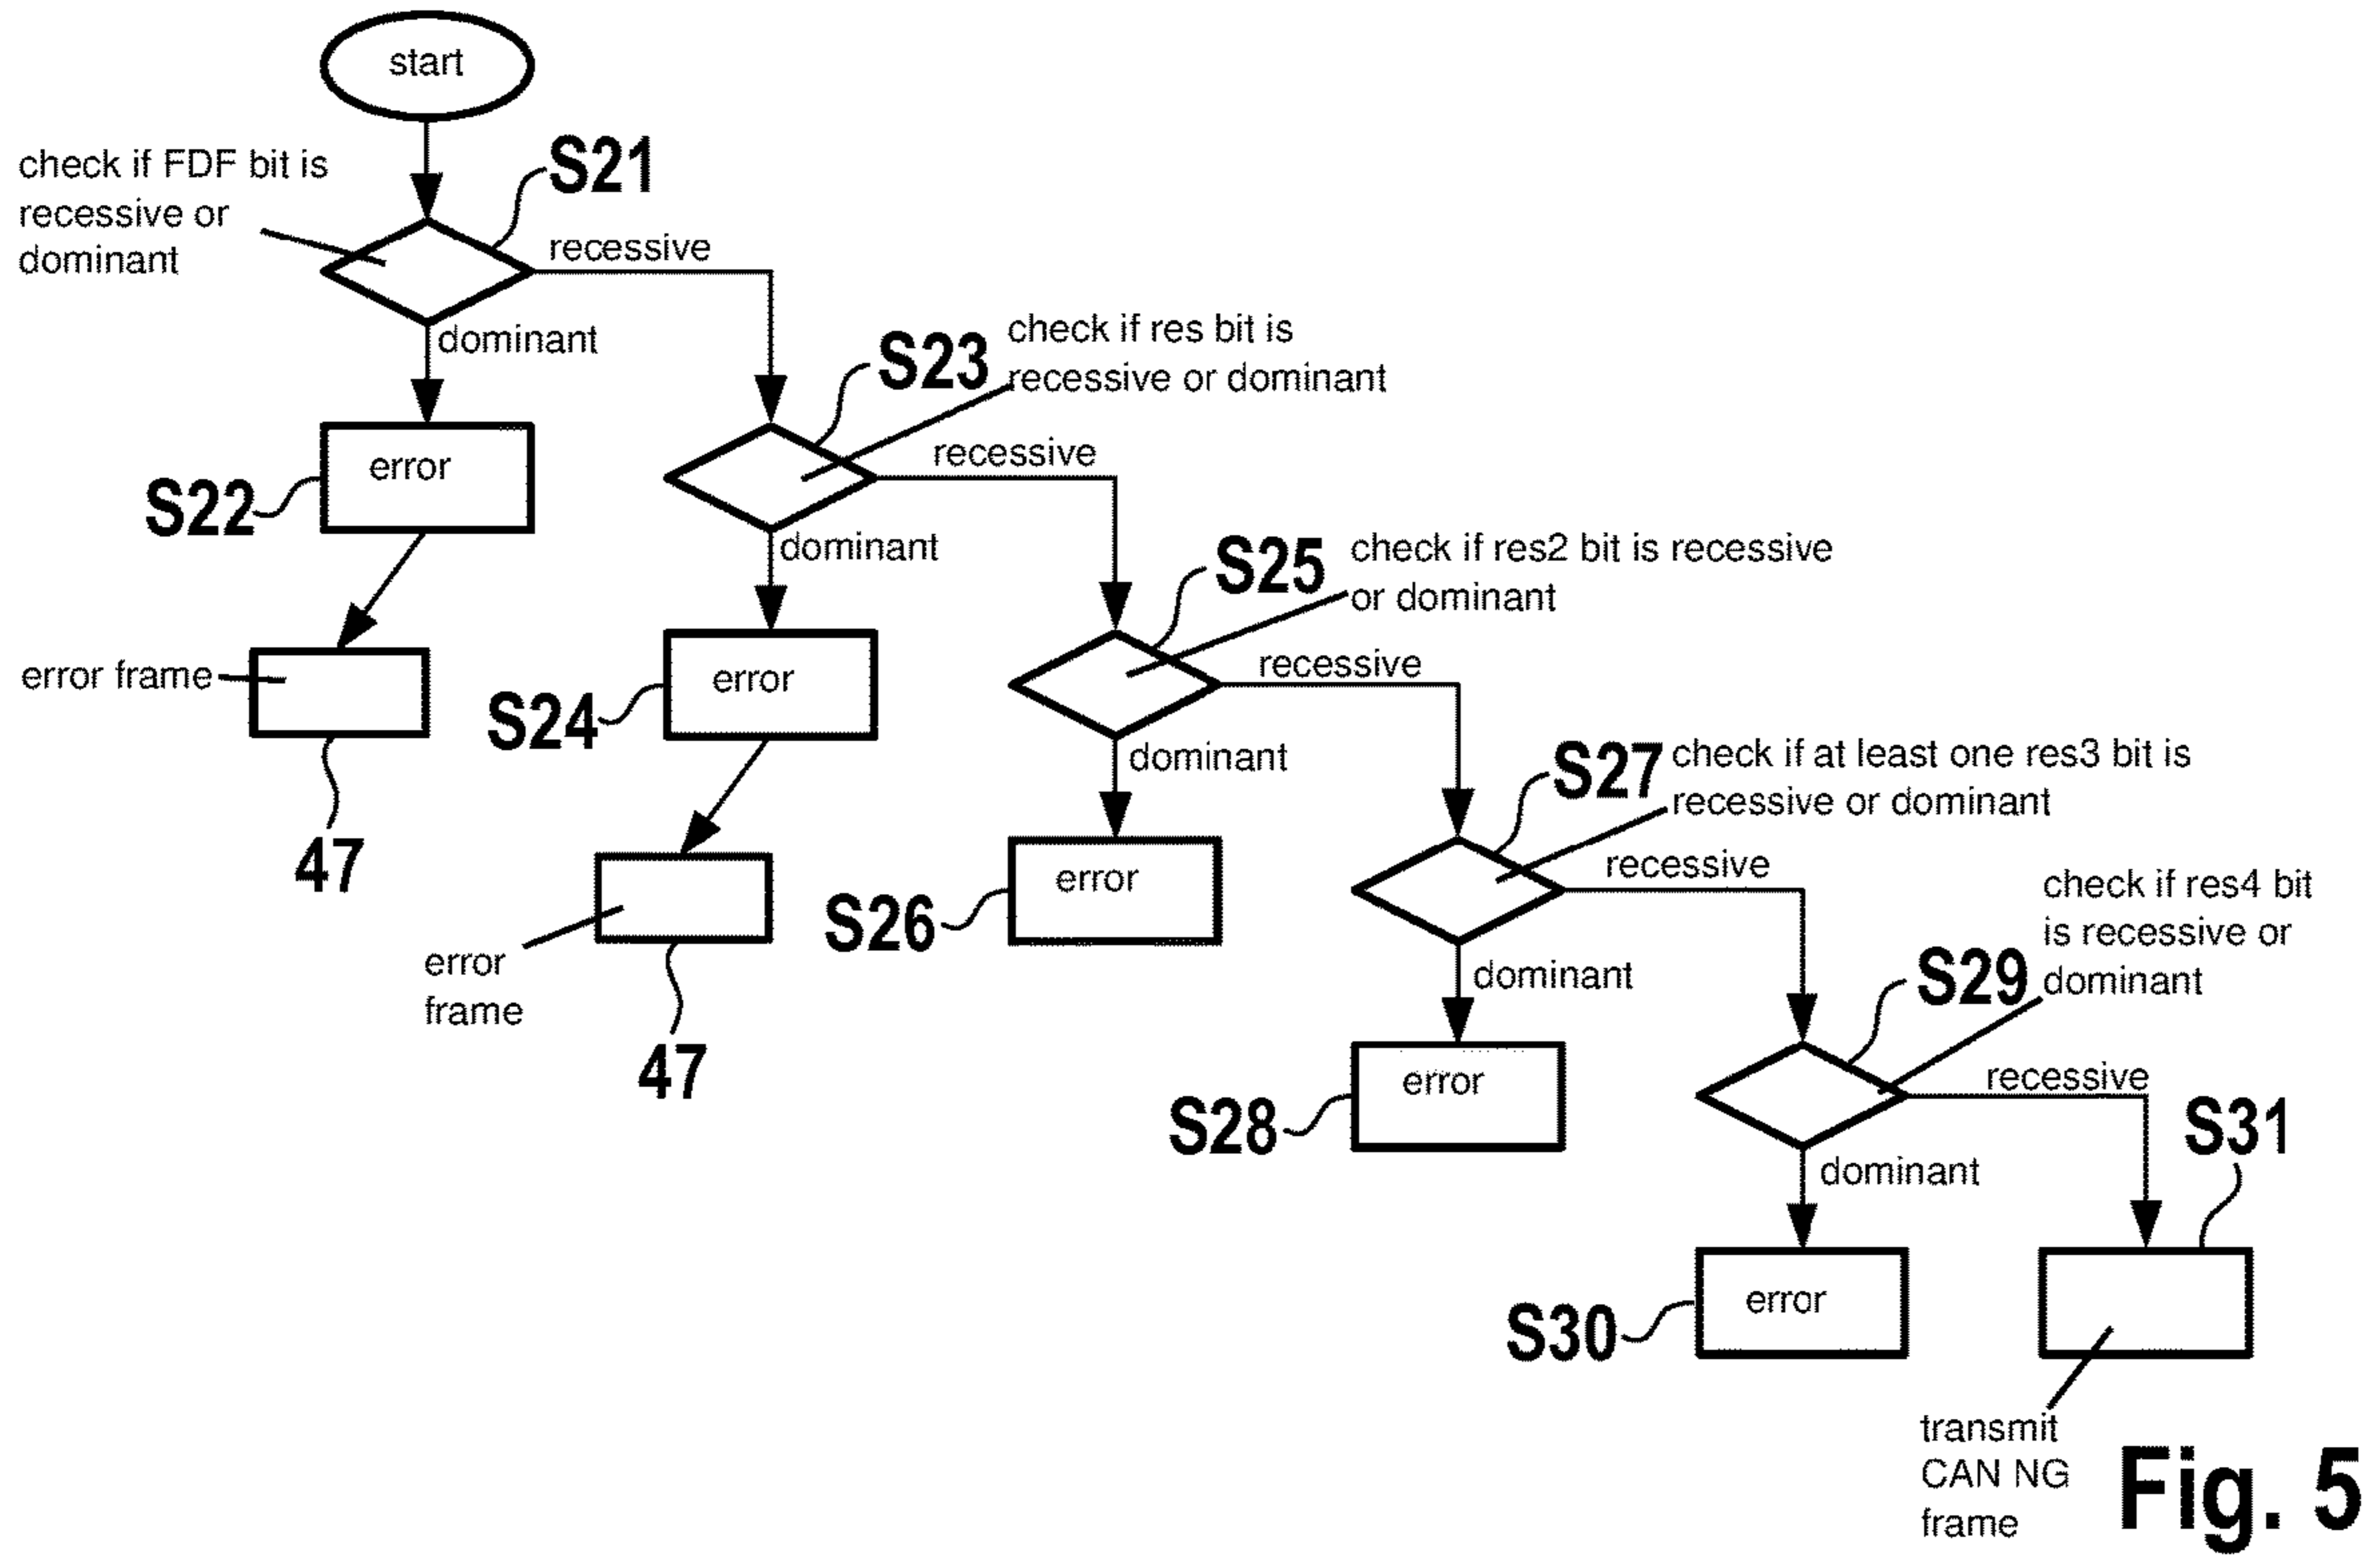 start
check if FDF bit is
recessive or
dominant
S21
recessive
dominant
S22
error
error frame
47
S23
check if res bit is
recessive or dominant
recessive
dominant
S24
error
error
frame
47
S25
check if res2 bit is recessive
or dominant
recessive
dominant
S26
error
S27
check if at least one res3 bit is
recessive or dominant
recessive
dominant
S28
error
S29
check if res4 bit
is recessive or
dominant
recessive
dominant
S30
error
S31
transmit
CAN NG
frame
Fig. 5